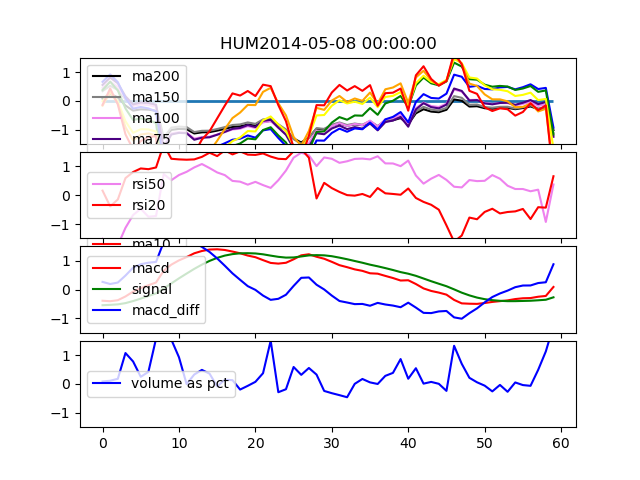 HUM2014-05-08 00:00:00
1
0
−1
ma200
ma150
ma100
ma75
1
0
−1
rsi50
rsi20
ma10
1
0
−1
macd
signal
macd_diff
1
0
−1
volume as pct
0 10 20 30 40 50 60